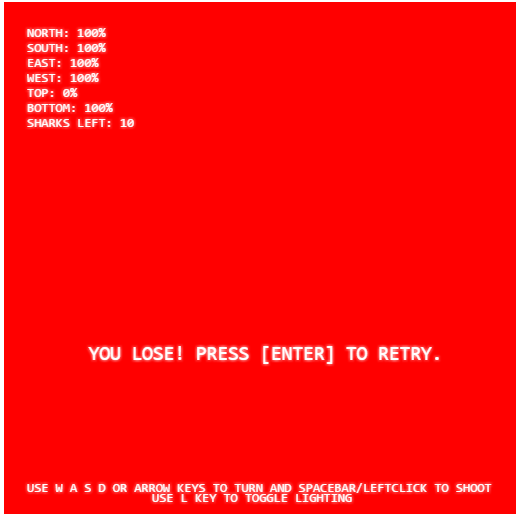 NORTH: 100%
SOUTH: 100%
EAST: 100%
WEST: 100%
TOP: 0%
BOTTOM: 100%
SHARKS LEFT: 10
YOU LOSE! PRESS [ENTER] TO RETRY.
USE W A S D OR ARROW KEYS TO TURN AND SPACEBAR/LEFTCLICK TO SHOOT
USE L KEY TO TOGGLE LIGHTING